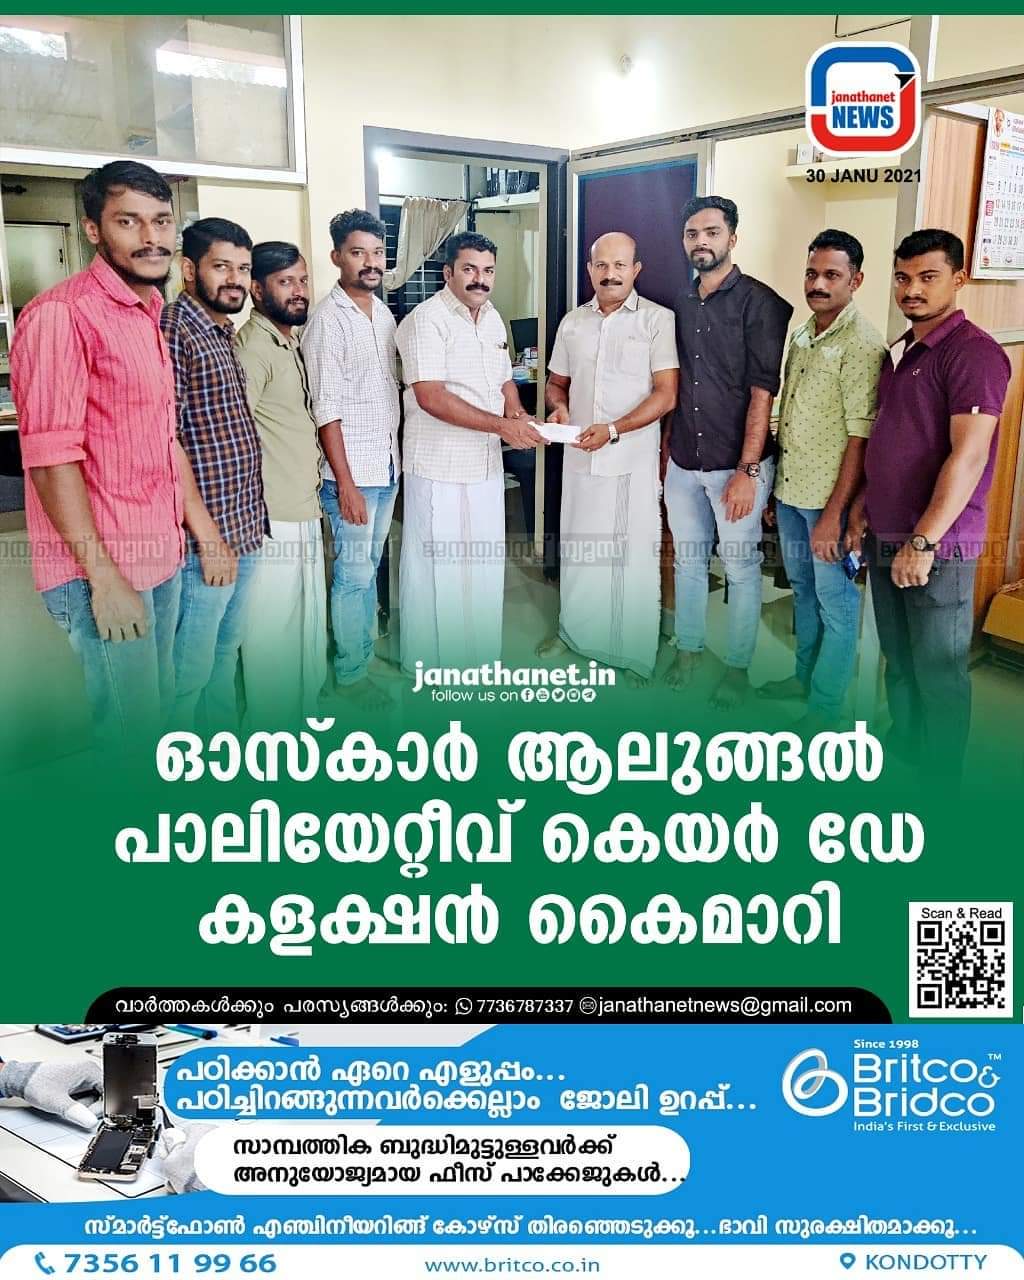 janathanet
NEWS
30 JANU 2021
ജനതാനെറ്റ് ന്യൂസ്
janathanet.in
follow us on
ഓസ്കാർ ആലുങ്ങൽ
പാലിയേറ്റീവ് കെയർ ഡേ
കളക്ഷൻ കൈമാറി
Scan & Read
വാർത്തകൾക്കും പരസ്യങ്ങൾക്കും: 7736787337 janathanetnews@gmail.com
പഠിക്കാൻ ഏറെ എളുപ്പം...
പഠിച്ചിറങ്ങുന്നവർക്കെല്ലാം ജോലി ഉറപ്പ്...
സാമ്പത്തിക ബുദ്ധിമുട്ടുള്ളവർക്ക്
അനുയോജ്യമായ ഫീസ് പാക്കേജുകൾ...
Since 1998
Britco &
Bridco™
India's First & Exclusive
സ്മാർട്ട്ഫോൺ എഞ്ചിനീയറിങ്ങ് കോഴ്സ് തിരഞ്ഞെടുക്കൂ...ഭാവി സുരക്ഷിതമാക്കൂ...
7356 11 99 66
www.britco.co.in
KONDOTTY